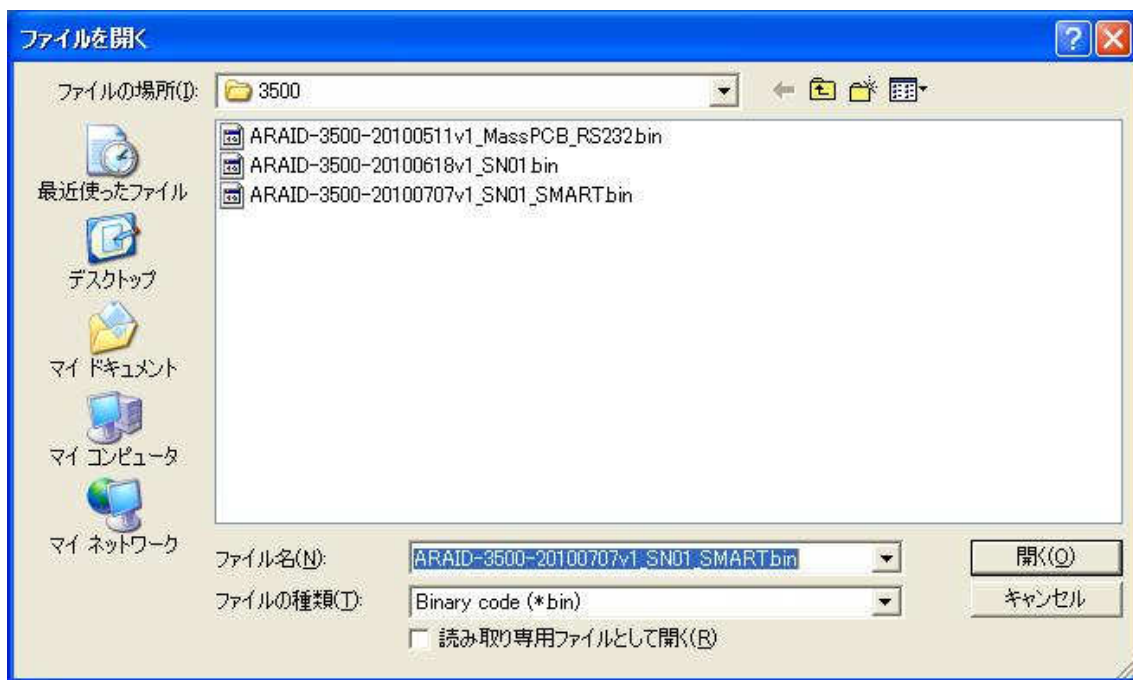 ファイルを開く
ファイルの場所(I):
3500
ARAID-3500-20100511v1_MassPCB_RS232.bin
ARAID-3500-20100618v1_SN01.bin
ARAID-3500-20100707v1_SN01_SMART.bin
最近使ったファイル
デスクトップ
マイ ドキュメント
マイ コンピュータ
マイ ネットワーク
ファイル名(N):
ARAID-3500-20100707v1_SN01_SMART.bin
開く(O)
ファイルの種類(T):
Binary code (*.bin)
キャンセル
読み取り専用ファイルとして開く(R)